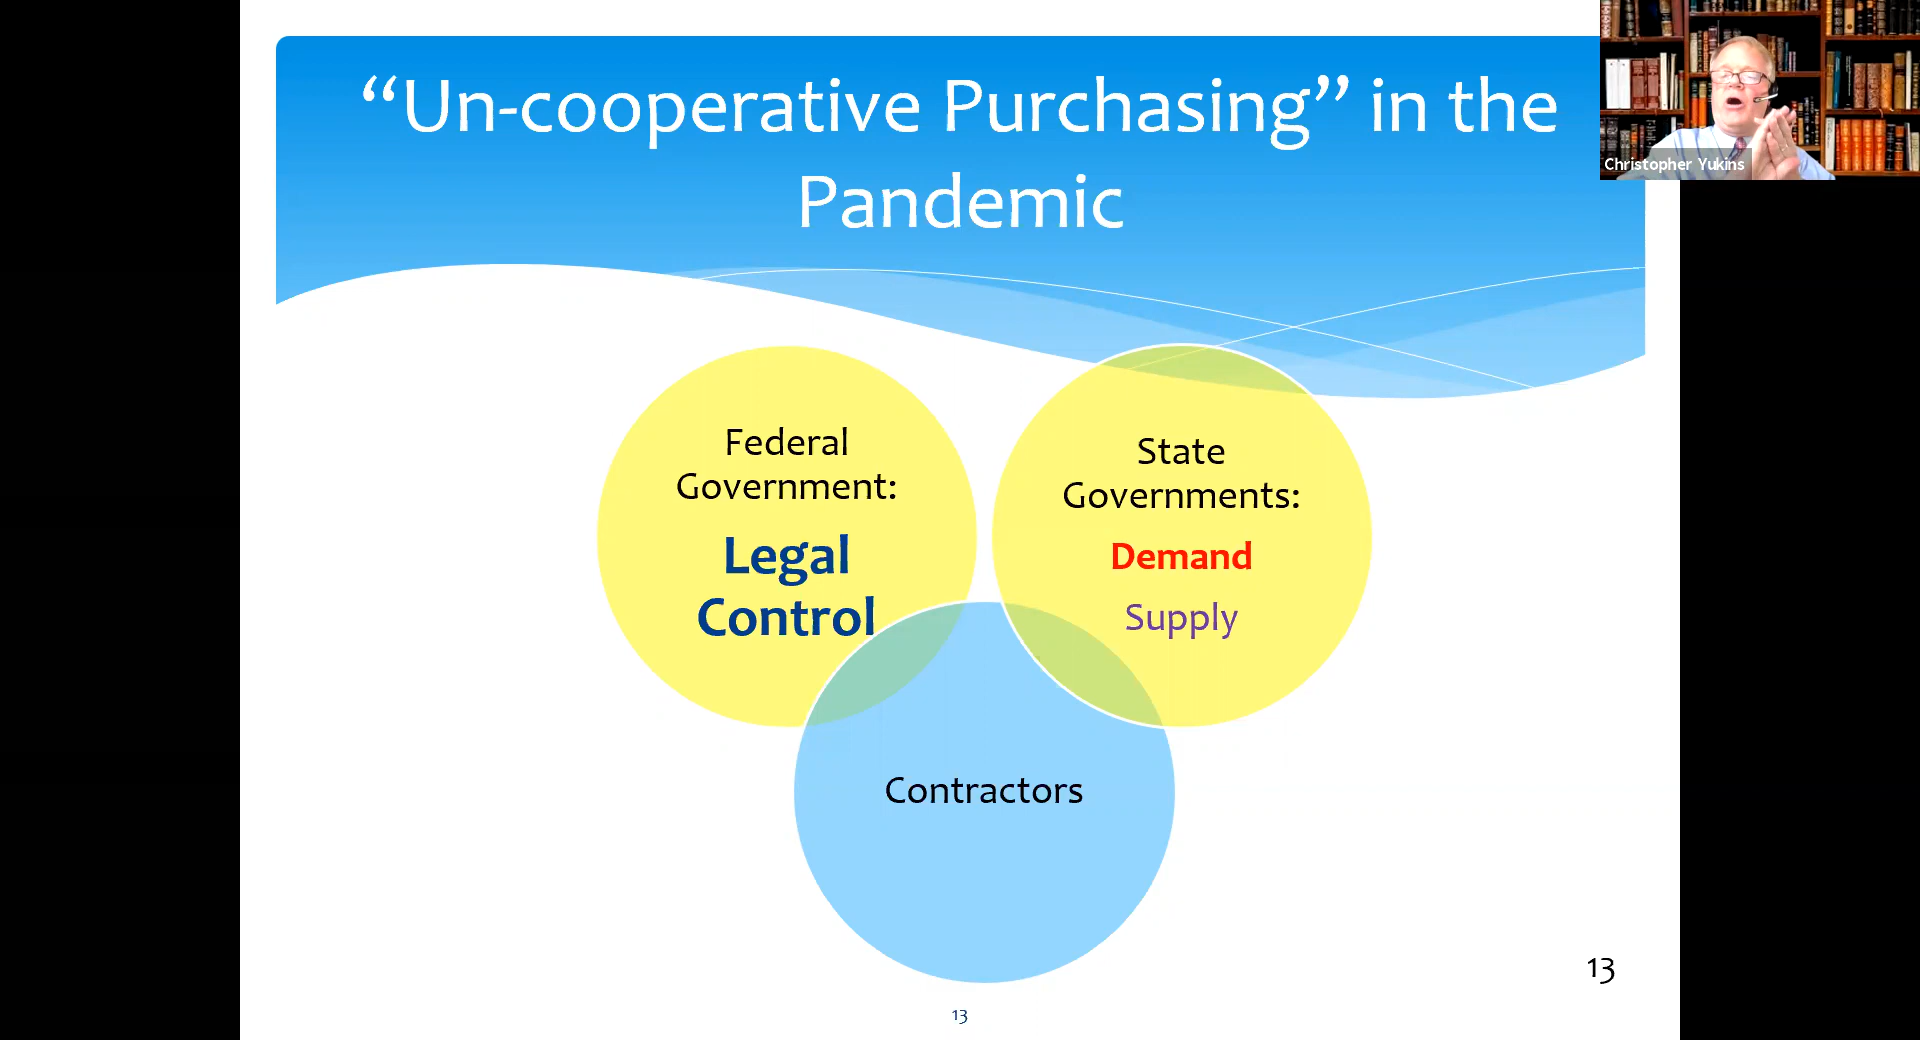 “Un-cooperative Purchasing” in the
Pandemic
Christopher Yukins
Federal
Government:
Legal
Control
State
Governments:
Demand
Supply
Contractors
13
13